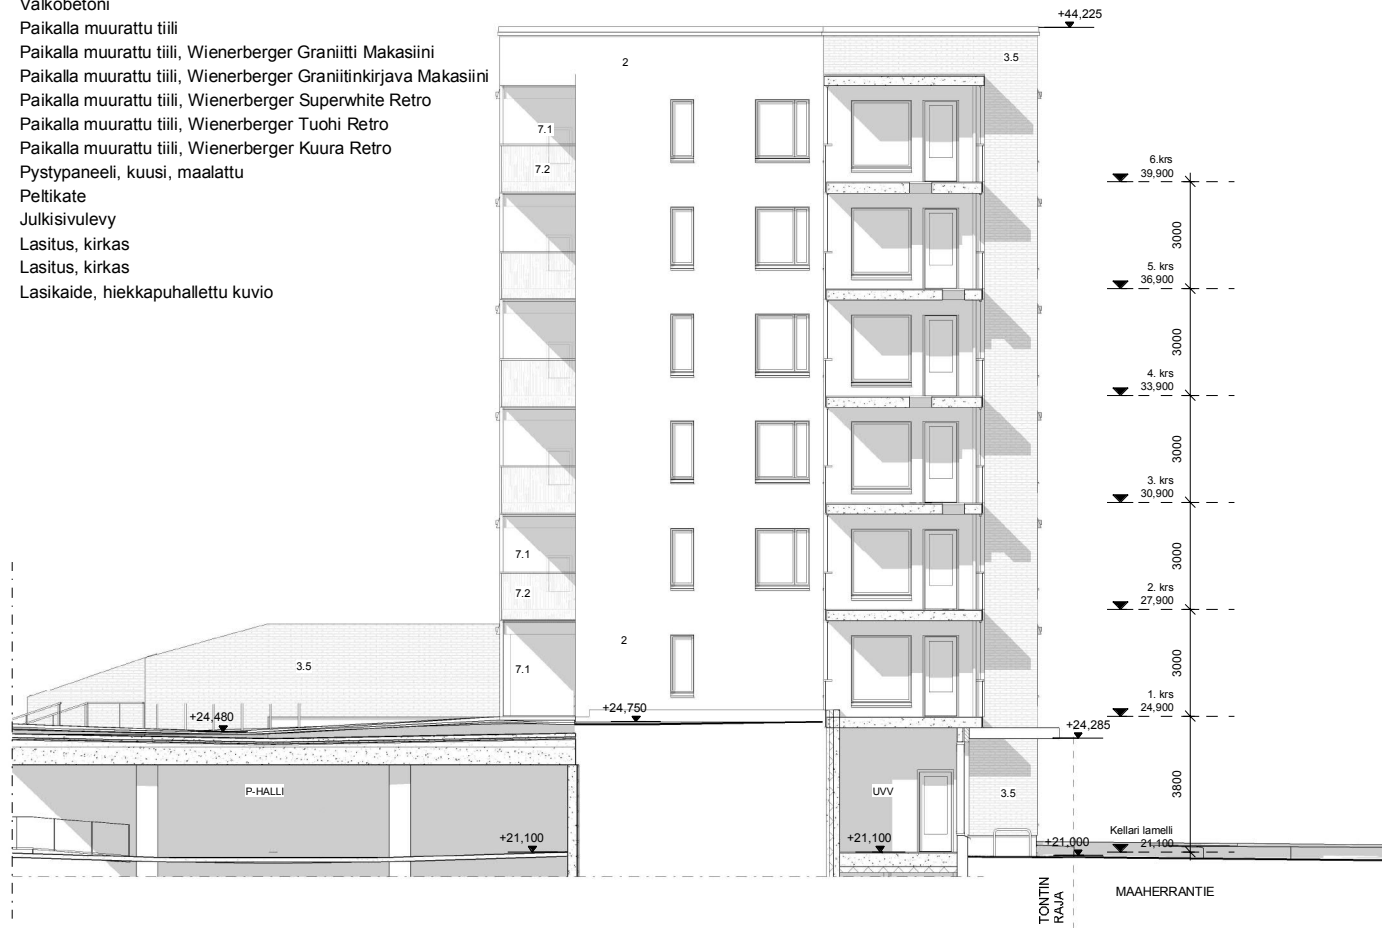 Valkobetoni
Paikalla muurattu tiili
Paikalla muurattu tiili, Wienerberger Graniitti Makasiini
Paikalla muurattu tiili, Wienerberger Graniitinkirjava Makasiini
Paikalla muurattu tiili, Wienerberger Superwhite Retro
Paikalla muurattu tiili, Wienerberger Tuohi Retro
Paikalla muurattu tiili, Wienerberger Kuura Retro
Pystypaneeli, kuusi, maalattu
Peltikate
Julkisivulevy
Lasitus, kirkas
Lasitus, kirkas
Lasikaide, hiekkapuhallettu kuvio
+44,225
2
3.5
7.1
7.2
6.krs
39,900
3000
5. krs
36,900
3000
4. krs
33,900
3000
3. krs
30,900
3000
2. krs
27,900
3000
1. krs
24,900
3800
Kellari lamelli
21,100
7.1
7.2
2
7.1
3.5
+24,480
+24,750
+24,285
P-HALLI
UVV
3.5
+21,100
+21,100
+21,000
TONTIN
RAJA
MAAHERRANTIE